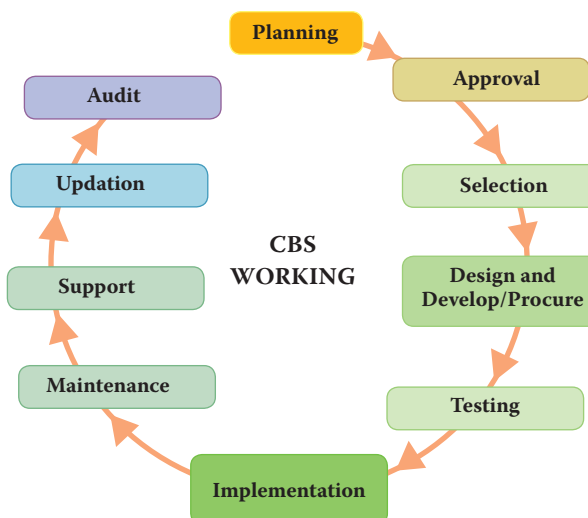 Planning
Approval
Selection
Design and
Develop/Procure
Testing
Implementation
Maintenance
Support
Updation
Audit
CBS
WORKING